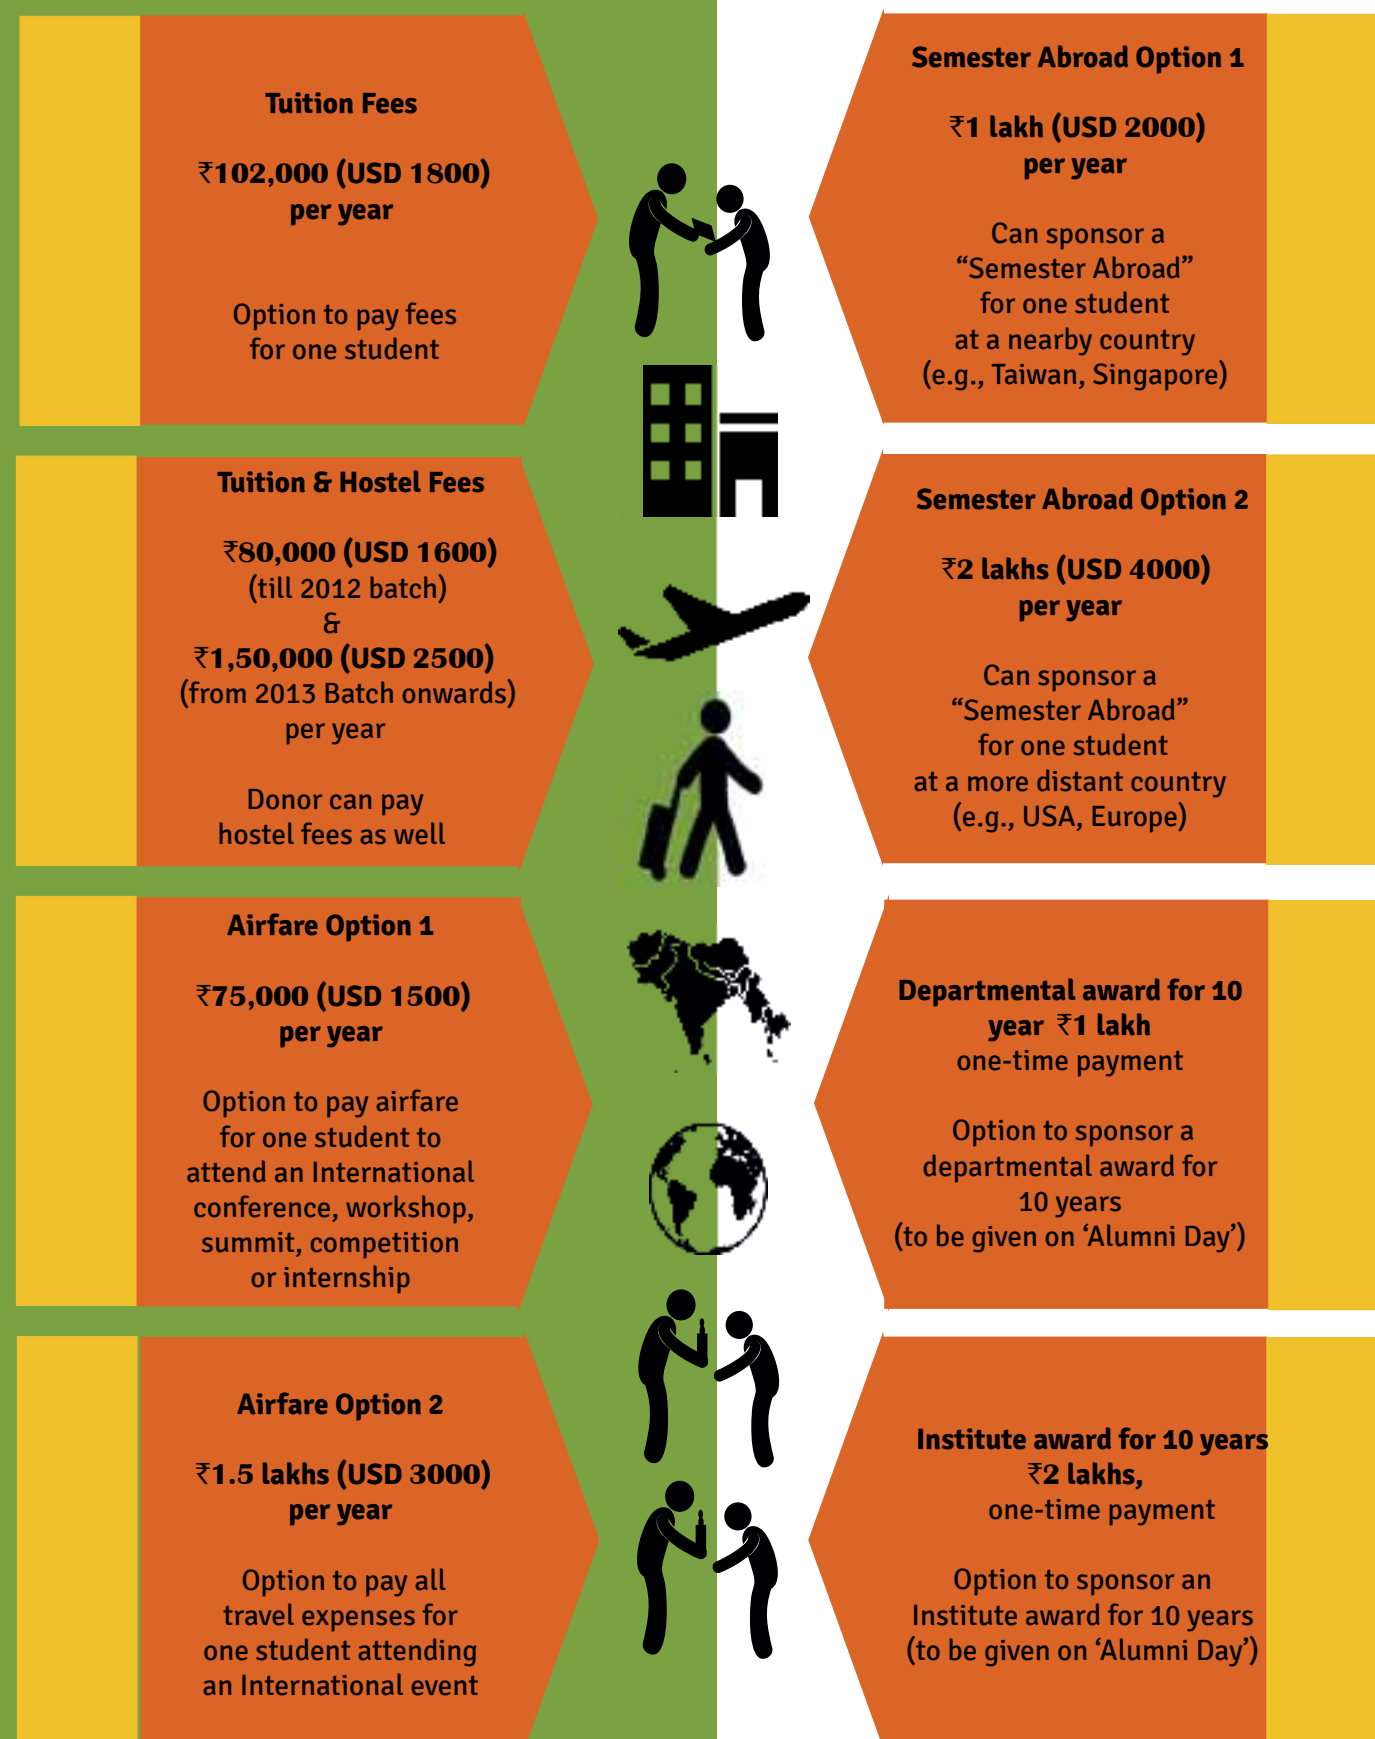 Tuition Fees
₹102,000 (USD 1800)
per year
Option to pay fees
for one student
Tuition & Hostel Fees
₹80,000 (USD 1600)
(till 2012 batch)
&
₹1,50,000 (USD 2500)
(from 2013 Batch onwards)
per year
Donor can pay
hostel fees as well
Airfare Option 1
₹75,000 (USD 1500)
per year
Option to pay airfare
for one student to
attend an International
conference, workshop,
summit, competition
or internship
Airfare Option 2
₹1.5 lakhs (USD 3000)
per year
Option to pay all
travel expenses for
one student attending
an International event
Semester Abroad Option 1
₹1 lakh (USD 2000)
per year
Can sponsor a
“Semester Abroad”
for one student
at a nearby country
(e.g., Taiwan, Singapore)
Semester Abroad Option 2
₹2 lakhs (USD 4000)
per year
Can sponsor a
“Semester Abroad”
for one student
at a more distant country
(e.g., USA, Europe)
Departmental award for 10
year ₹1 lakh
one-time payment
Option to sponsor a
departmental award for
10 years
(to be given on ‘Alumni Day’)
Institute award for 10 years
₹2 lakhs,
one-time payment
Option to sponsor an
Institute award for 10 years
(to be given on ‘Alumni Day’)